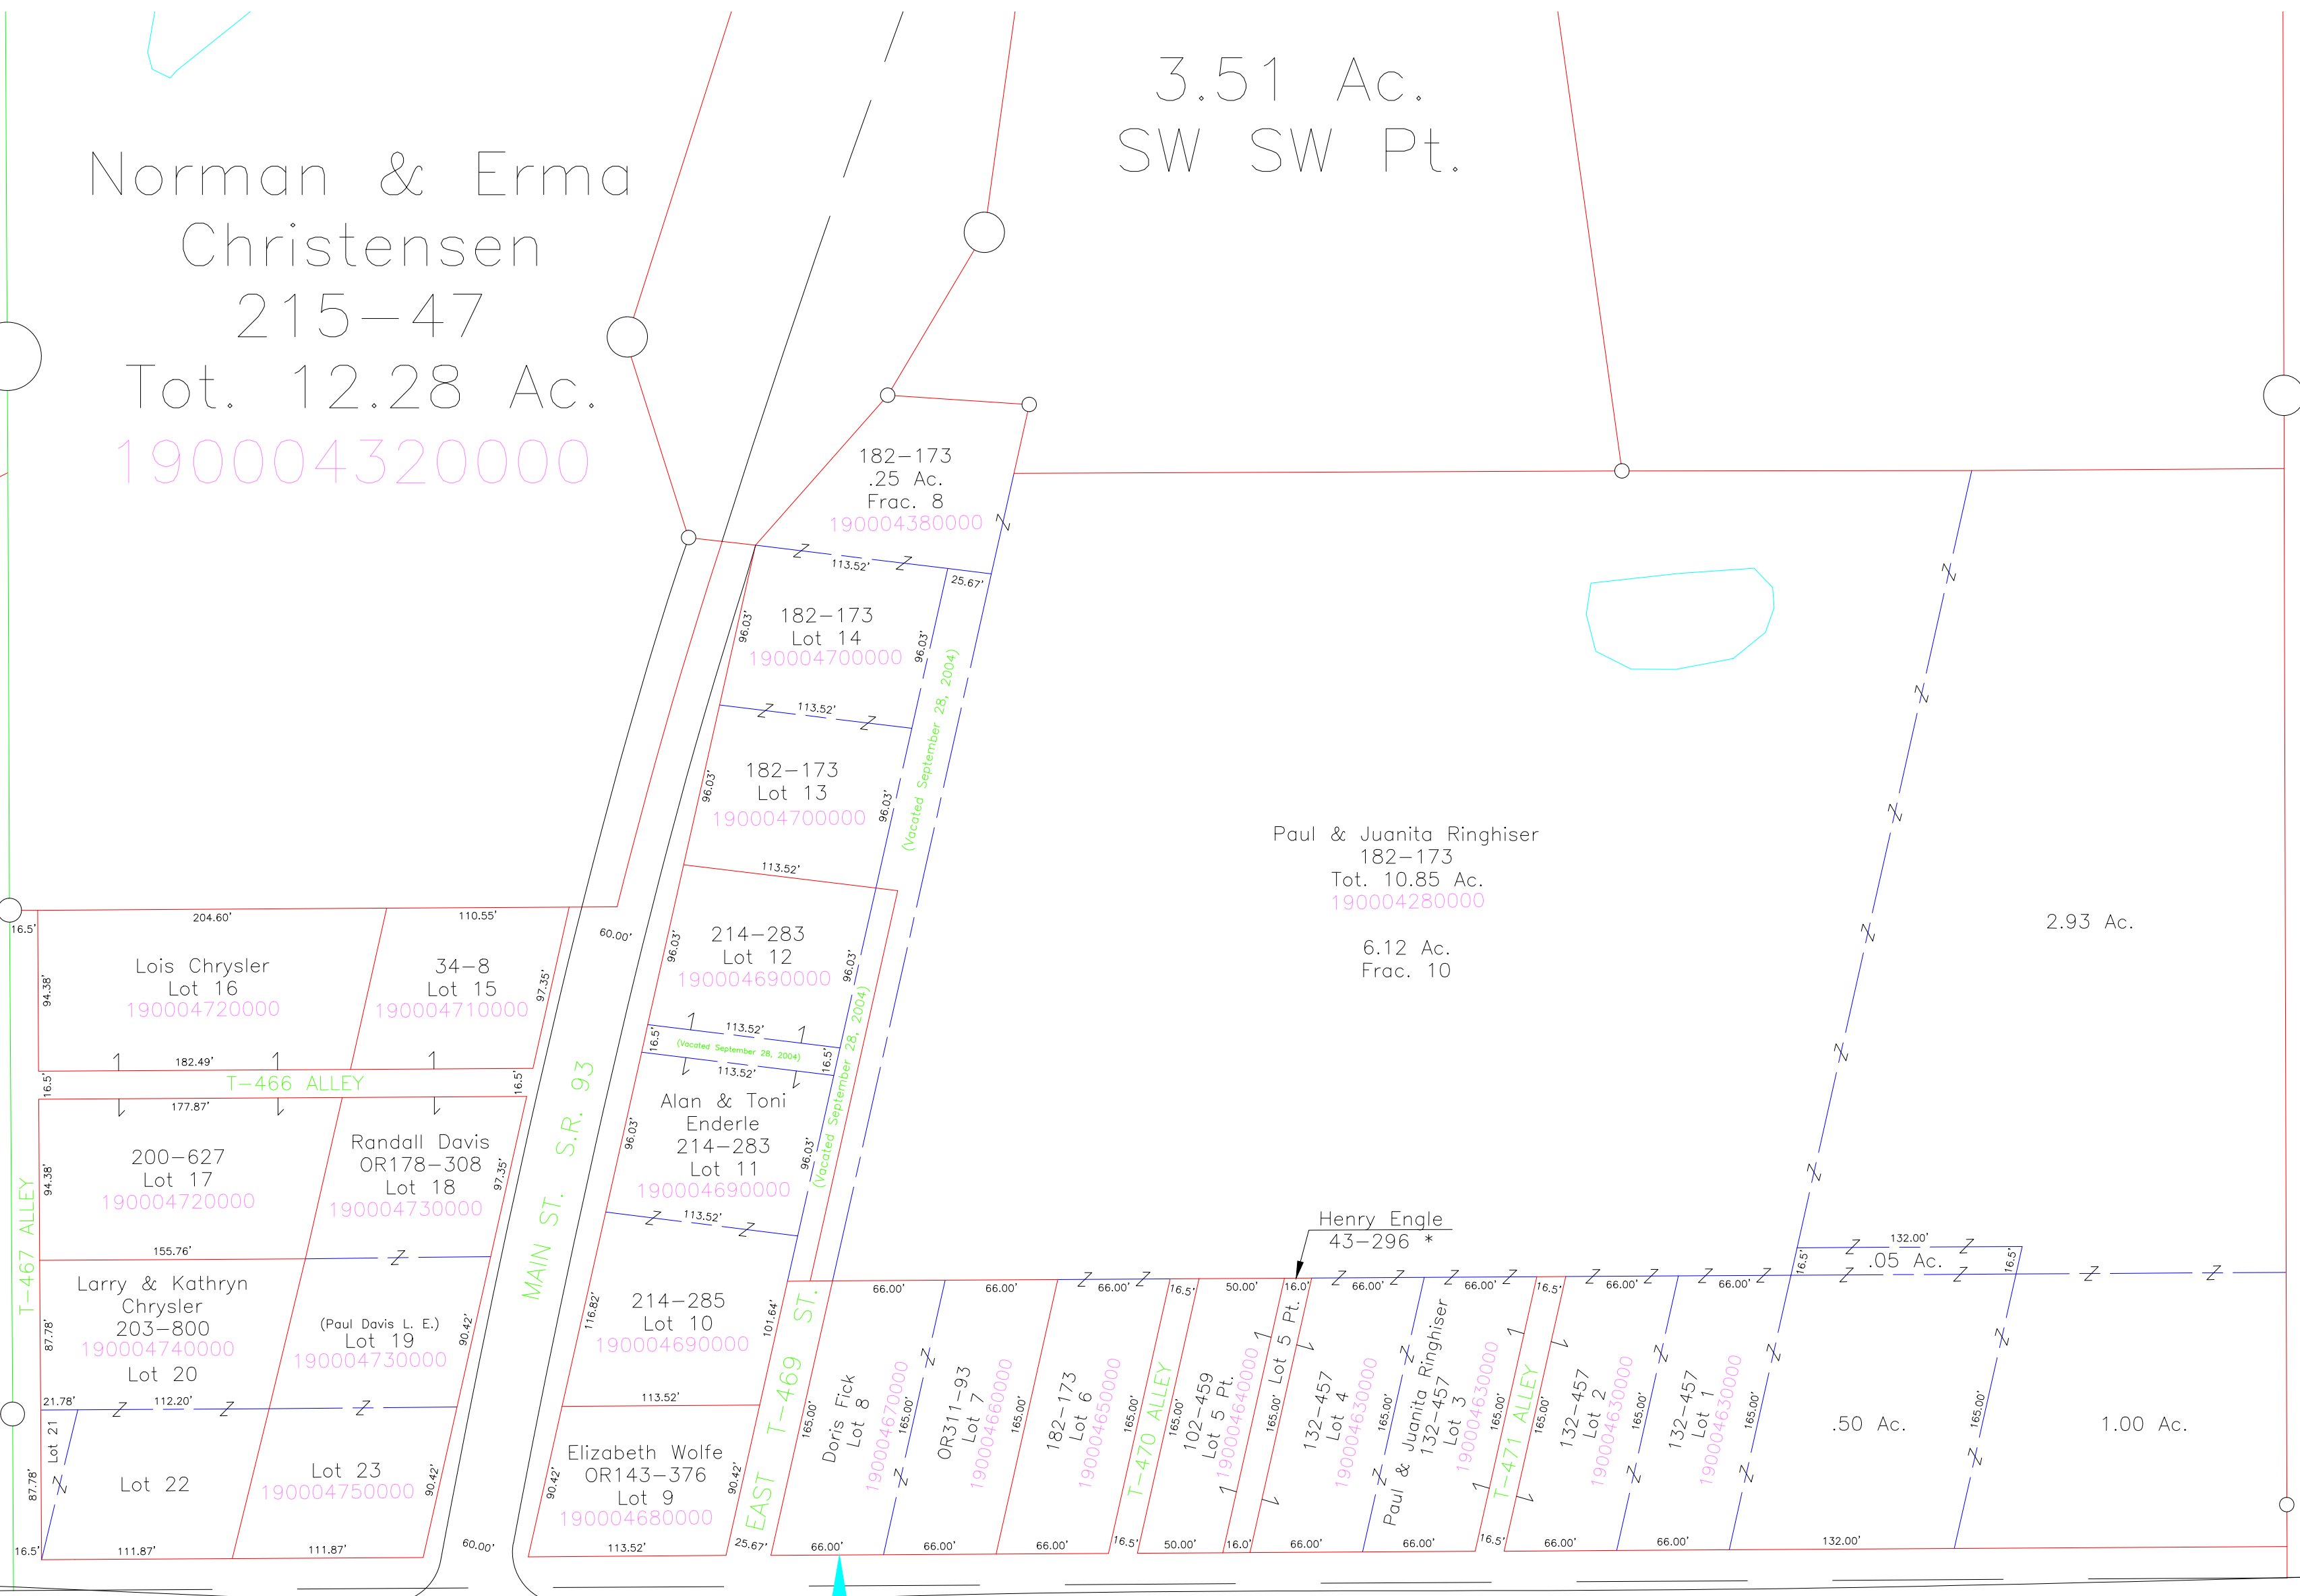 3.51 Ac.
SW SW Pt.
Norman & Erma
Christensen
215-47
Tot. 12.28 Ac.
190004320000
182-173
.25 Ac.
Frac. 8
190004380000
113.52'
25.67'
96.03'
182-173
Lot 14
190004700000
96.03'
(Vacated September 28, 2004)
113.52'
96.03'
182-173
Lot 13
190004700000
96.03'
113.52'
Paul & Juanita Ringhiser
182-173
Tot. 10.85 Ac.
190004280000
6.12 Ac.
Frac. 10
2.93 Ac.
16.5'
204.60'
110.55'
60.00'
94.38'
Lois Chrysler
Lot 16
190004720000
34-8
Lot 15
190004710000
97.35'
96.03'
214-283
Lot 12
190004690000
96.03'
(Vacated September 28, 2004)
182.49'
16.5'
T-466 ALLEY
16.5'
16.5'
113.52'
(Vacated September 28, 2004)
113.52'
16.5'
177.87'
94.38'
200-627
Lot 17
190004720000
Randall Davis
OR178-308
Lot 18
190004730000
97.35'
MAIN ST. S.R. 93
96.03'
Alan & Toni
Enderle
214-283
Lot 11
190004690000
96.03'
113.52'
T-467 ALLEY
155.76'
87.78'
Larry & Kathryn
Chrysler
203-800
190004740000
Lot 20
(Paul Davis L. E.)
Lot 19
190004730000
90.42'
116.82'
214-285
Lot 10
190004690000
101.64'
113.52'
Henry Engle
43-296 *
132.00'
16.5'
.05 Ac.
16.5'
66.00'
66.00'
66.00'
16.5'
50.00'
16.0'
66.00'
66.00'
16.5'
66.00'
66.00'
21.78'
112.20'
87.78'
Lot 21
Lot 22
Lot 23
190004750000
90.42'
90.42'
Elizabeth Wolfe
OR143-376
Lot 9
190004680000
90.42'
EAST T-469 ST.
165.00'
Doris Fick
Lot 8
190004670000
165.00'
OR311-93
Lot 7
190004660000
165.00'
182-173
Lot 6
190004650000
165.00'
T-470 ALLEY
165.00'
102-459
Lot 5 Pt.
190004640000
165.00' Lot 5 Pt.
132-457
Lot 4
190004630000
165.00'
Paul & Juanita Ringhiser
132-457
Lot 3
190004630000
165.00'
T-471 ALLEY
165.00'
132-457
Lot 2
190004630000
165.00'
132-457
Lot 1
190004630000
165.00'
.50 Ac.
165.00'
1.00 Ac.
16.5'
111.87'
111.87'
60.00'
113.52'
25.67'
66.00'
66.00'
66.00'
16.5'
50.00'
16.0'
66.00'
66.00'
16.5'
66.00'
66.00'
132.00'